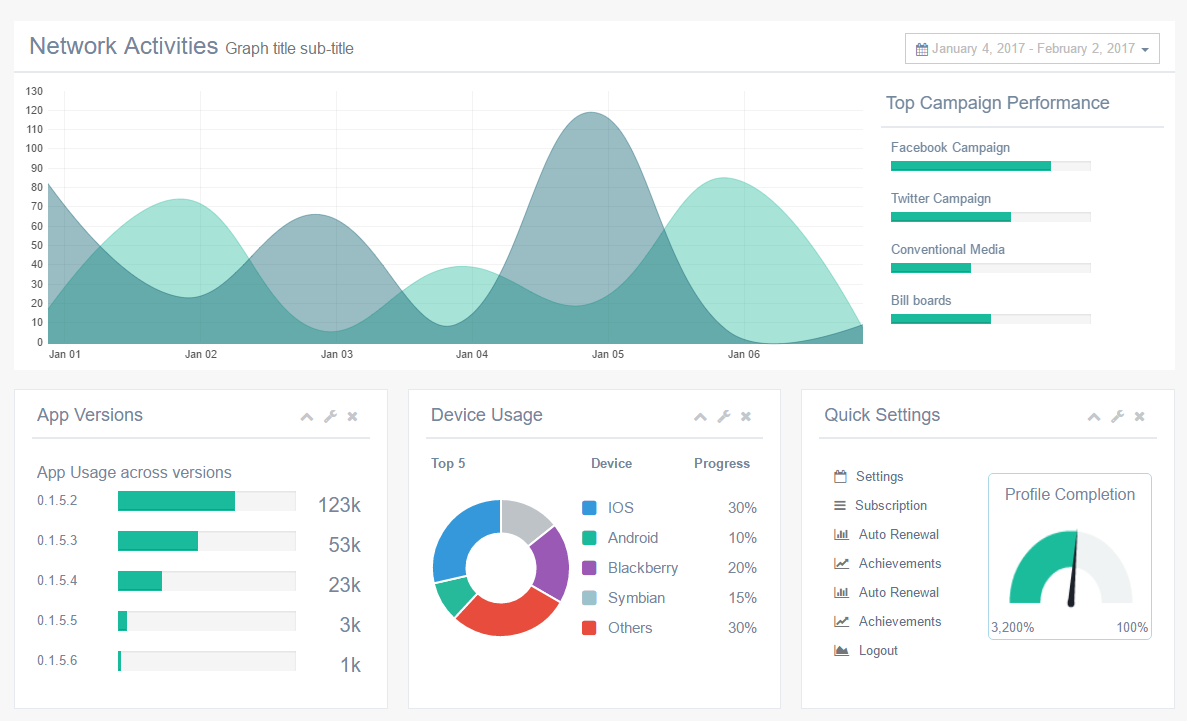 Network Activities Graph title sub-title
January 4, 2017 - February 2, 2017
130
120
110
100
90
80
70
60
50
40
30
20
10
0
Jan 01 Jan 02 Jan 03 Jan 04 Jan 05 Jan 06
Top Campaign Performance
Facebook Campaign
Twitter Campaign
Conventional Media
Bill boards
App Versions
App Usage across versions
0.1.5.2 123k
0.1.5.3 53k
0.1.5.4 23k
0.1.5.5 3k
0.1.5.6 1k
Device Usage
Top 5 Device Progress
IOS 30%
Android 10%
Blackberry 20%
Symbian 15%
Others 30%
Quick Settings
Settings
Subscription
Auto Renewal
Achievements
Auto Renewal
Achievements
Logout
Profile Completion
3,200% 100%